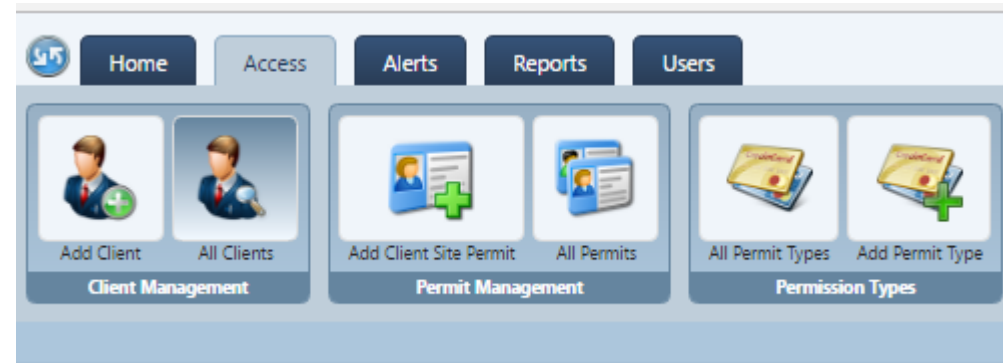 Home Access Alerts Reports Users
Add Client All Clients Add Client Site Permit All Permits All Permit Types Add Permit Type
Client Management Permit Management Permission Types